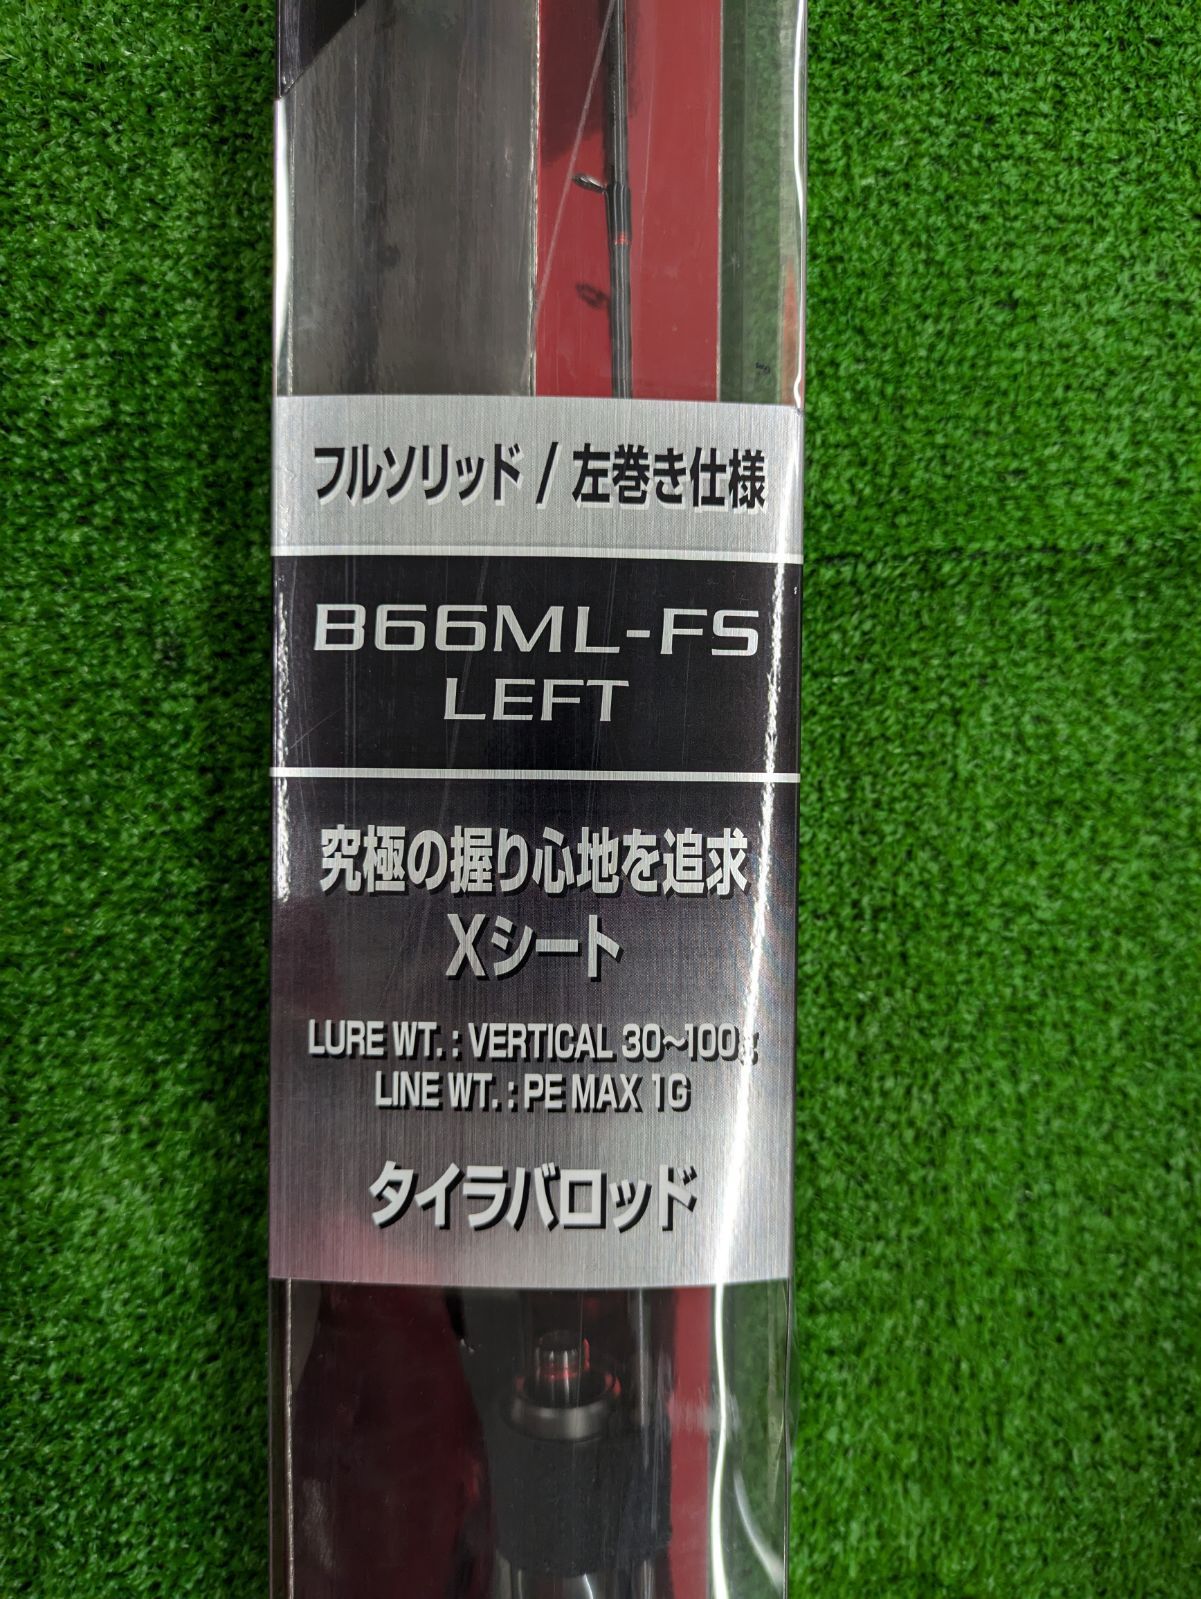 フルソリッド / 左巻き仕様
B66ML-FS
LEFT
究極の握り心地を追求
Xシート
LURE WT. : VERTICAL 30~100g
LINE WT. : PE MAX 1G
タイラバロッド